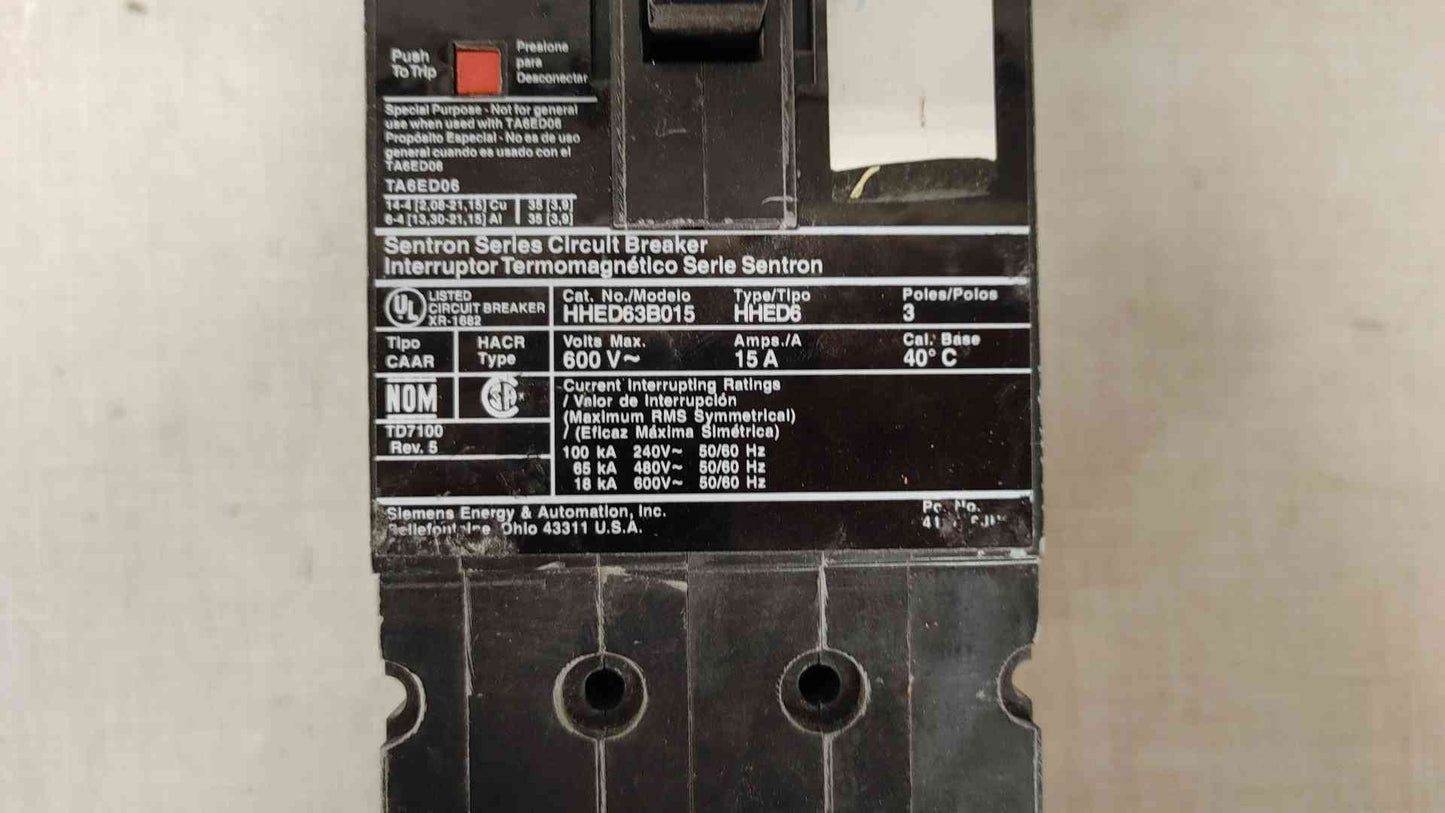 Push
To Trip
Presione
para
Desconectar
Special Purpose - Not for general
use when used with TA6ED06
Propósito Especial - No es de uso
general cuando es usado con el
TA6ED06
TA6ED06
14-4 [2,08-21,15] Cu 35 [3,9]
6-4 [13,30-21,15] Al 35 [3,9]
Sentron Series Circuit Breaker
Interruptor Termomagnético Serie Sentron
UL LISTED
CIRCUIT BREAKER
XR-1682
Cat. No./Modelo Type/Tipo Poles/Polos
HHED63B015 HHED6 3
Tipo
CAAR
HACR
Type
Volts Max. Amps./A Cal. Base
600 V~ 15 A 40° C
NOM
SA
TD7100
Rev. 5
Current Interrupting Ratings
/ Valor de Interrupción
(Maximum RMS Symmetrical)
/ (Eficaz Máxima Simétrica)
100 kA 240V~ 50/60 Hz
65 kA 480V~ 50/60 Hz
18 kA 600V~ 50/60 Hz
Siemens Energy & Automation, Inc.
Bellefontaine, Ohio 43311 U.S.A.
No.